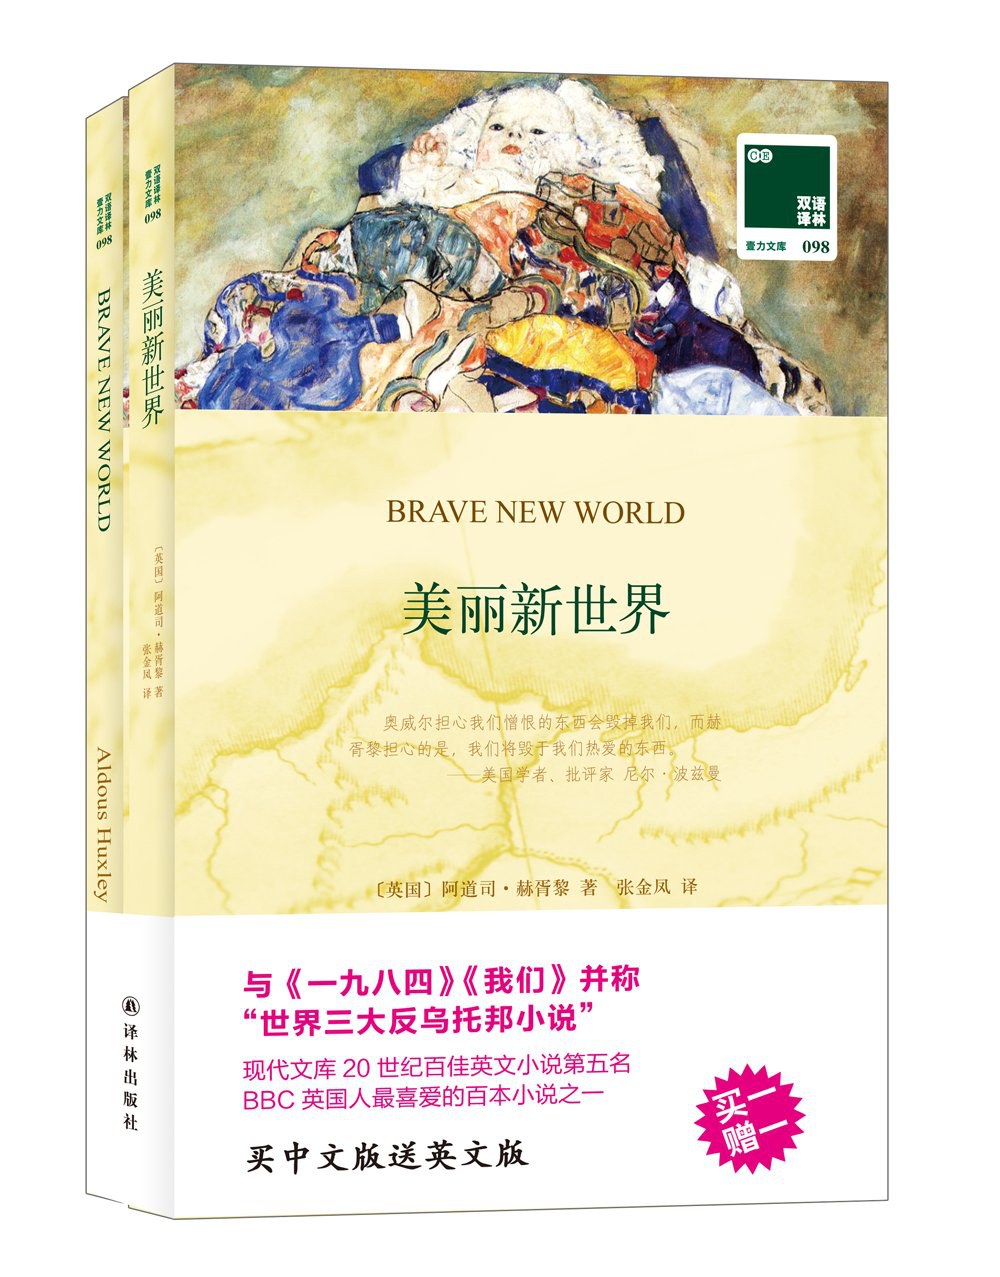 双语译林
壹力文库
098
BRAVE NEW WORLD
Aldous Huxley
双语译林
壹力文库
098
美丽新世界
〔英国〕阿道司·赫胥黎 著
张金凤 译
译林出版社
C·E
双语
译林
壹力文库 098
BRAVE NEW WORLD
美丽新世界
奥威尔担心我们憎恨的东西会毁掉我们，而赫
胥黎担心的是，我们将毁于我们热爱的东西。
——美国学者、批评家 尼尔·波兹曼
〔英国〕阿道司·赫胥黎 著 张金凤 译
与《一九八四》《我们》并称
“世界三大反乌托邦小说”
现代文库 20 世纪百佳英文小说第五名
BBC 英国人最喜爱的百本小说之一
买中文版送英文版
买一
赠一